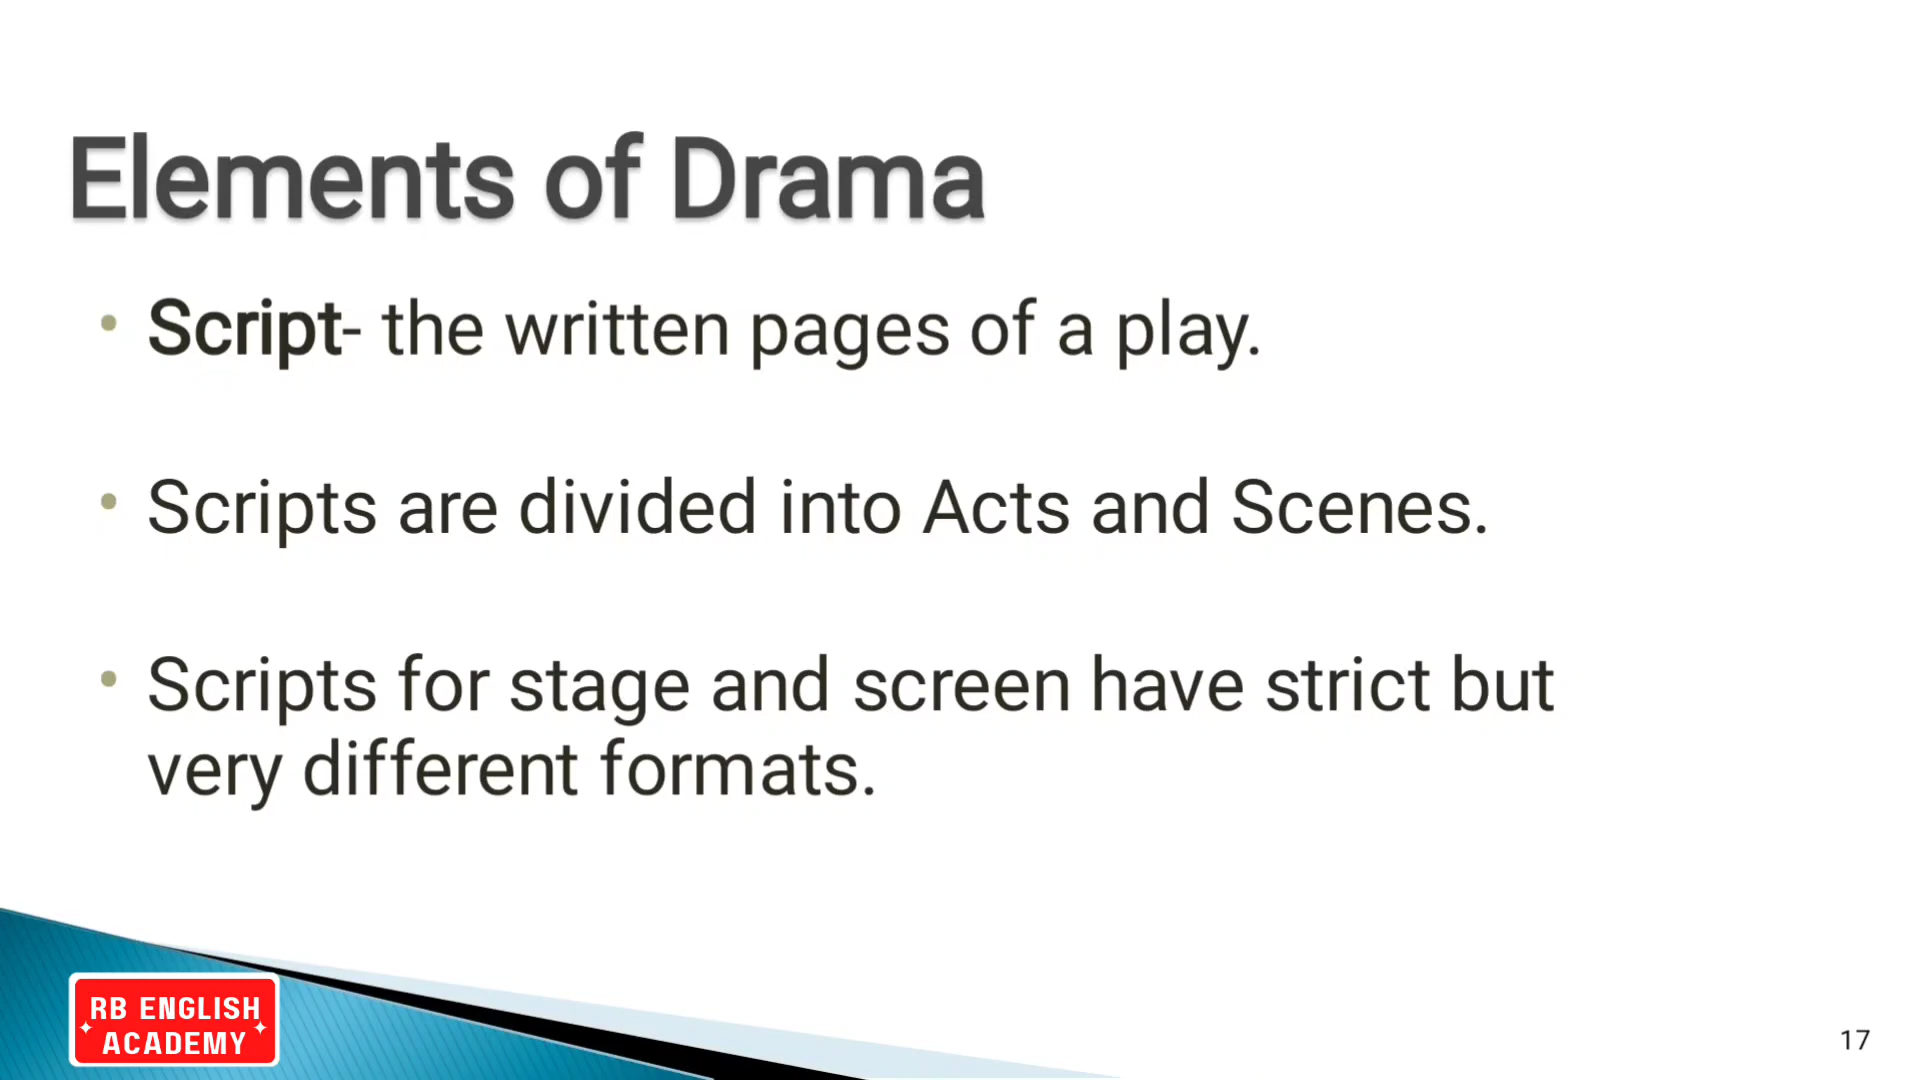 Elements of Drama
• Script- the written pages of a play.
• Scripts are divided into Acts and Scenes.
• Scripts for stage and screen have strict but
very different formats.
RB ENGLISH
ACADEMY
17